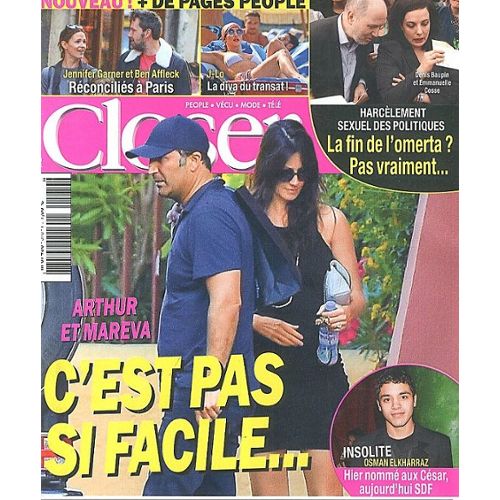 NOUVEAU ! + DE PAGES PEOPLE
Jennifer Garner et Ben Affleck
Réconciliés à Paris
J-Lo
La diva du transat !
Denis Baupin
et Emmanuelle
Cosse
PEOPLE • VÉCU • MODE • TÉLÉ
Closer
HARCÈLEMENT
SEXUEL DES POLITIQUES
La fin de l'omerta ?
Pas vraiment...
ARTHUR
ET MAREVA
C'EST PAS
SI FACILE...
INSOLITE
OSMAN ELKHARRAZ
Hier nommé aux César,
aujourd'hui SDF